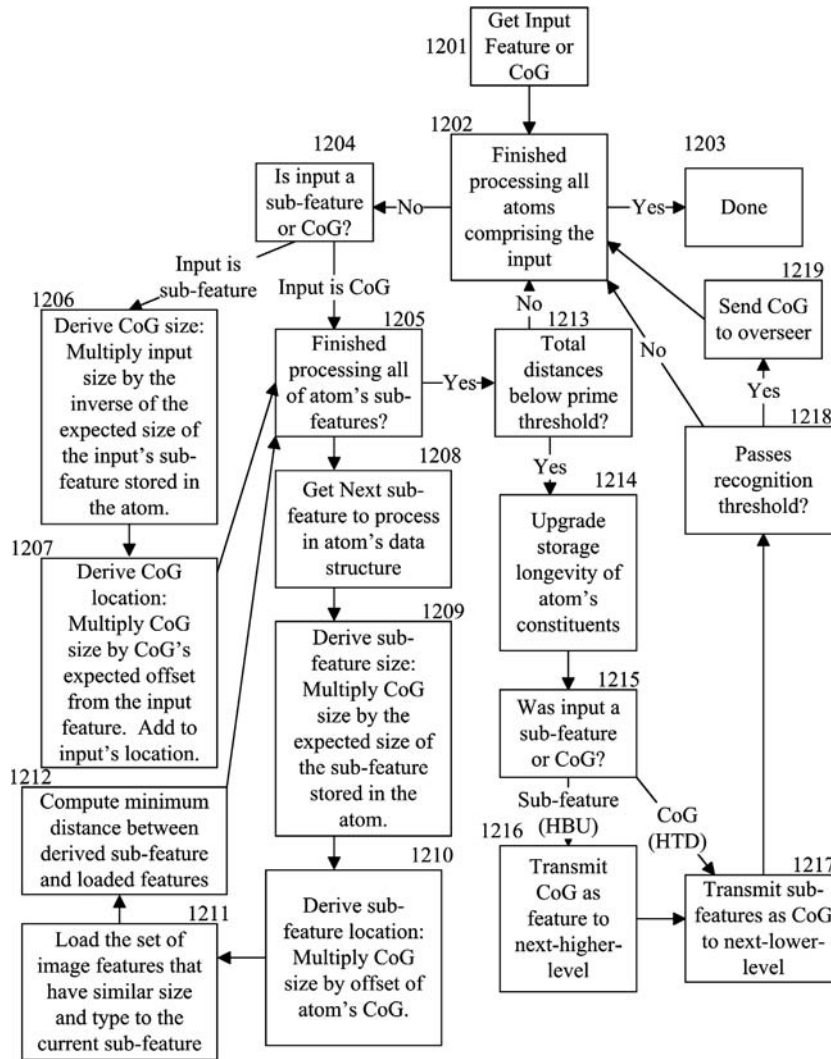 1201
Get Input
Feature or
CoG
1202
Finished
processing all
atoms
comprising the
input
Yes
1203
Done
No
1204
Is input a
sub-feature
or CoG?
Input is
sub-feature
Input is CoG
1206
Derive CoG size:
Multiply input
size by the
inverse of the
expected size of
the input's sub-
feature stored in
the atom.
1207
Derive CoG
location:
Multiply CoG
size by CoG's
expected offset
from the input
feature. Add to
input's location.
1205
Finished
processing all
of atom's sub-
features?
Yes
1208
Get Next sub-
feature to process
in atom's data
structure
1209
Derive sub-
feature size:
Multiply CoG
size by the
expected size of
the sub-feature
stored in the
atom.
1210
Derive sub-
feature location:
Multiply CoG
size by offset of
atom's CoG.
1211
Load the set of
image features that
have similar size
and type to the
current sub-feature
1212
Compute minimum
distance between
derived sub-feature
and loaded features
No
1213
Total
distances
below prime
threshold?
Yes
1214
Upgrade
storage
longevity of
atom's
constituents
1215
Was input a
sub-feature
or CoG?
Sub-feature
(HBU)
CoG
(HTD)
1216
Transmit
CoG as
feature to
next-higher-
level
1217
Transmit sub-
features as CoG
to next-lower-
level
1218
Passes
recognition
threshold?
No
Yes
1219
Send CoG
to overseer